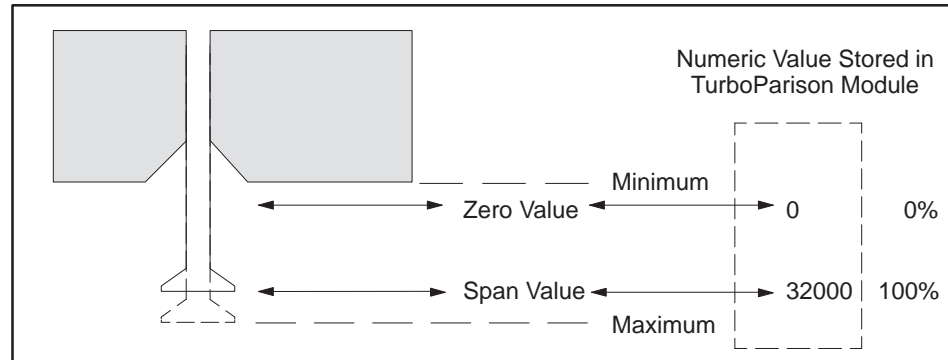 Numeric Value Stored in
TurboParison Module
Minimum
Zero Value 0 0%
Span Value 32000 100%
Maximum